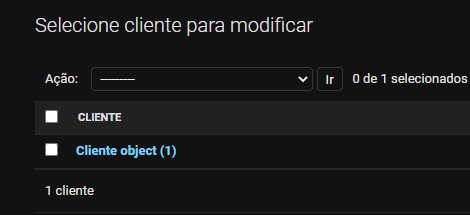 Selecione cliente para modificar
Ação: --------- Ir 0 de 1 selecionados
CLIENTE
Cliente object (1)
1 cliente